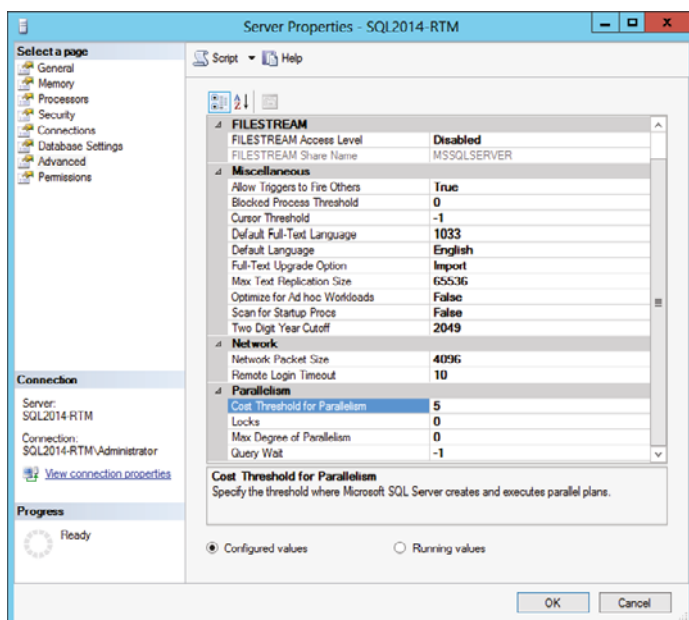 Server Properties - SQL2014-RTM
Select a page
General
Memory
Processors
Security
Connections
Database Settings
Advanced
Permissions
Script Help
FILESTREAM
FILESTREAM Access Level Disabled
FILESTREAM Share Name MSSQLSERVER
Miscellaneous
Allow Triggers to Fire Others True
Blocked Process Threshold 0
Cursor Threshold -1
Default Full-Text Language 1033
Default Language English
Full-Text Upgrade Option Import
Max Text Replication Size 65536
Optimize for Ad hoc Workloads False
Scan for Startup Procs False
Two Digit Year Cutoff 2049
Network
Network Packet Size 4096
Remote Login Timeout 10
Parallelism
Cost Threshold for Parallelism 5
Locks 0
Max Degree of Parallelism 0
Query Wait -1
Cost Threshold for Parallelism
Specify the threshold where Microsoft SQL Server creates and executes parallel plans.
Configured values Running values
Connection
Server:
SQL2014-RTM
Connection:
SQL2014-RTM\Administrator
View connection properties
Progress
Ready
OK Cancel